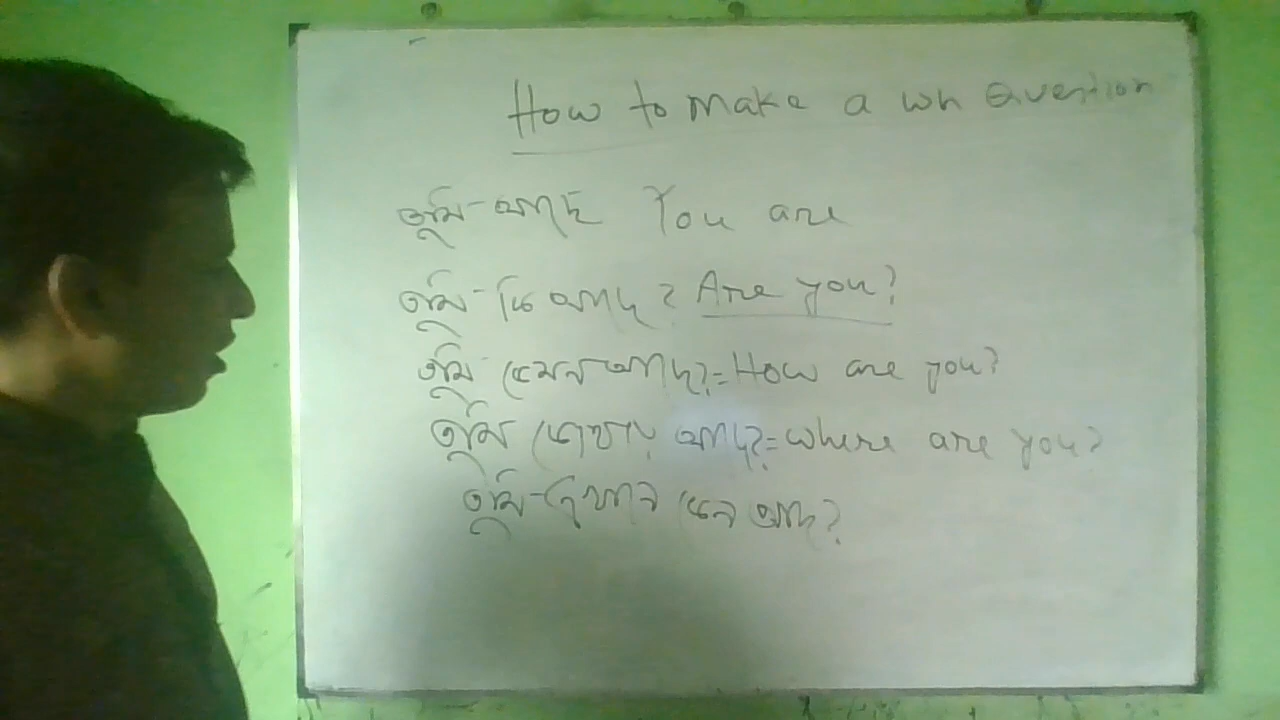 How to make a wh Question
তুমি-আছ You are
তুমি-কি আছ? Are you?
তুমি কেমন আছ?=How are you?
তুমি কোথায় আছ?=where are you?
তুমি-এখানে কেন আছ?